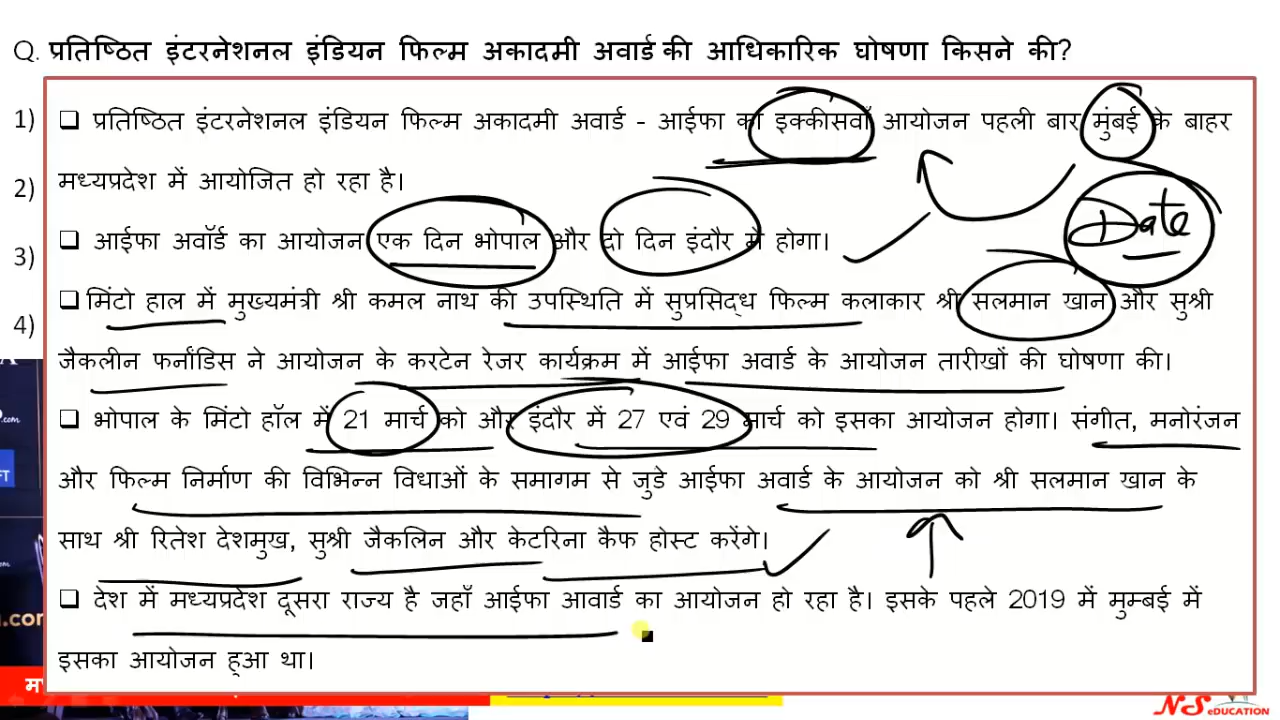 Q. प्रतिष्ठित इंटरनेशनल इंडियन फिल्म अकादमी अवार्ड की आधिकारिक घोषणा किसने की?
1) ❑ प्रतिष्ठित इंटरनेशनल इंडियन फिल्म अकादमी अवार्ड - आईफा का इक्कीसवाँ आयोजन पहली बार मुंबई के बाहर
2) मध्यप्रदेश में आयोजित हो रहा है।
Date
3) ❑ आईफा अवॉर्ड का आयोजन एक दिन भोपाल और दो दिन इंदौर में होगा।
❑ मिंटो हाल में मुख्यमंत्री श्री कमल नाथ की उपस्थिति में सुप्रसिद्ध फिल्म कलाकार श्री सलमान खान और सुश्री
4) जैकलीन फर्नांडिस ने आयोजन के करटेन रेजर कार्यक्रम में आईफा अवार्ड के आयोजन तारीखों की घोषणा की।
❑ भोपाल के मिंटो हॉल में 21 मार्च को और इंदौर में 27 एवं 29 मार्च को इसका आयोजन होगा। संगीत, मनोरंजन
और फिल्म निर्माण की विभिन्न विधाओं के समागम से जुडे आईफा अवार्ड के आयोजन को श्री सलमान खान के
साथ श्री रितेश देशमुख, सुश्री जैकलिन और केटरिना कैफ होस्ट करेंगे।
❑ देश में मध्यप्रदेश दूसरा राज्य है जहाँ आईफा आवार्ड का आयोजन हो रहा है। इसके पहले 2019 में मुम्बई में
इसका आयोजन हुआ था।
.com
n.com
NS eDUCATION